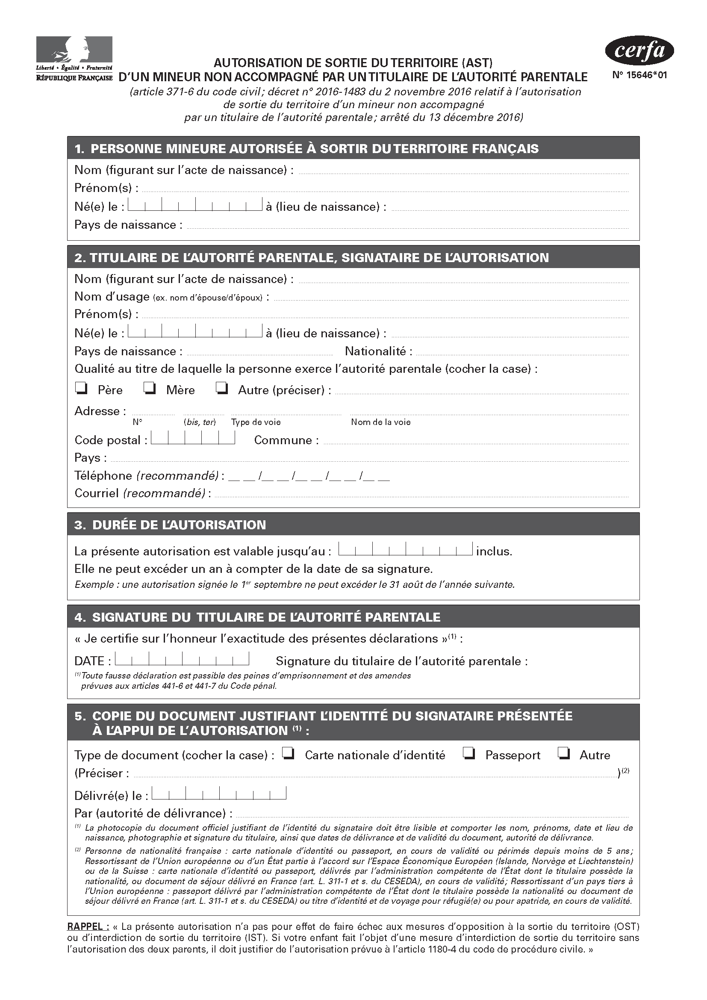 Liberté • Égalité • Fraternité
RÉPUBLIQUE FRANÇAISE
cerfa
N° 15646*01
AUTORISATION DE SORTIE DU TERRITOIRE (AST)
D'UN MINEUR NON ACCOMPAGNÉ PAR UN TITULAIRE DE L'AUTORITÉ PARENTALE
(article 371-6 du code civil ; décret n° 2016-1483 du 2 novembre 2016 relatif à l'autorisation
de sortie du territoire d'un mineur non accompagné
par un titulaire de l'autorité parentale ; arrêté du 13 décembre 2016)
1. PERSONNE MINEURE AUTORISÉE À SORTIR DU TERRITOIRE FRANÇAIS
Nom (figurant sur l'acte de naissance) :
Prénom(s) :
Né(e) le : à (lieu de naissance) :
Pays de naissance :
2. TITULAIRE DE L'AUTORITÉ PARENTALE, SIGNATAIRE DE L'AUTORISATION
Nom (figurant sur l'acte de naissance) :
Nom d'usage (ex. nom d'épouse/d'époux) :
Prénom(s) :
Né(e) le : à (lieu de naissance) :
Pays de naissance : Nationalité :
Qualité au titre de laquelle la personne exerce l'autorité parentale (cocher la case) :
❏ Père ❏ Mère ❏ Autre (préciser) :
Adresse :
N° (bis, ter) Type de voie Nom de la voie
Code postal : Commune :
Pays :
Téléphone (recommandé) : __ __ /__ __ /__ __ /__ __ /__ __
Courriel (recommandé) :
3. DURÉE DE L'AUTORISATION
La présente autorisation est valable jusqu'au : inclus.
Elle ne peut excéder un an à compter de la date de sa signature.
Exemple : une autorisation signée le 1er septembre ne peut excéder le 31 août de l'année suivante.
4. SIGNATURE DU TITULAIRE DE L'AUTORITÉ PARENTALE
« Je certifie sur l'honneur l'exactitude des présentes déclarations »(1) :
DATE : Signature du titulaire de l'autorité parentale :
(1) Toute fausse déclaration est passible des peines d'emprisonnement et des amendes
prévues aux articles 441-6 et 441-7 du Code pénal.
5. COPIE DU DOCUMENT JUSTIFIANT L'IDENTITÉ DU SIGNATAIRE PRÉSENTÉE
À L'APPUI DE L'AUTORISATION (1) :
Type de document (cocher la case) : ❏ Carte nationale d'identité ❏ Passeport ❏ Autre
(Préciser : )(2)
Délivré(e) le :
Par (autorité de délivrance) :
(1) La photocopie du document officiel justifiant de l'identité du signataire doit être lisible et comporter les nom, prénoms, date et lieu de
naissance, photographie et signature du titulaire, ainsi que dates de délivrance et de validité du document, autorité de délivrance.
(2) Personne de nationalité française : carte nationale d'identité ou passeport, en cours de validité ou périmés depuis moins de 5 ans ;
Ressortissant de l'Union européenne ou d'un État partie à l'accord sur l'Espace Économique Européen (Islande, Norvège et Liechtenstein)
ou de la Suisse : carte nationale d'identité ou passeport, délivrés par l'administration compétente de l'État dont le titulaire possède la
nationalité, ou document de séjour délivré en France (art. L. 311-1 et s. du CESEDA), en cours de validité ; Ressortissant d'un pays tiers à
l'Union européenne : passeport délivré par l'administration compétente de l'État dont le titulaire possède la nationalité ou document de
séjour délivré en France (art. L. 311-1 et s. du CESEDA) ou titre d'identité et de voyage pour réfugié(e) ou pour apatride, en cours de validité.
RAPPEL : « La présente autorisation n'a pas pour effet de faire échec aux mesures d'opposition à la sortie du territoire (OST)
ou d'interdiction de sortie du territoire (IST). Si votre enfant fait l'objet d'une mesure d'interdiction de sortie du territoire sans
l'autorisation des deux parents, il doit justifier de l'autorisation prévue à l'article 1180-4 du code de procédure civile. »